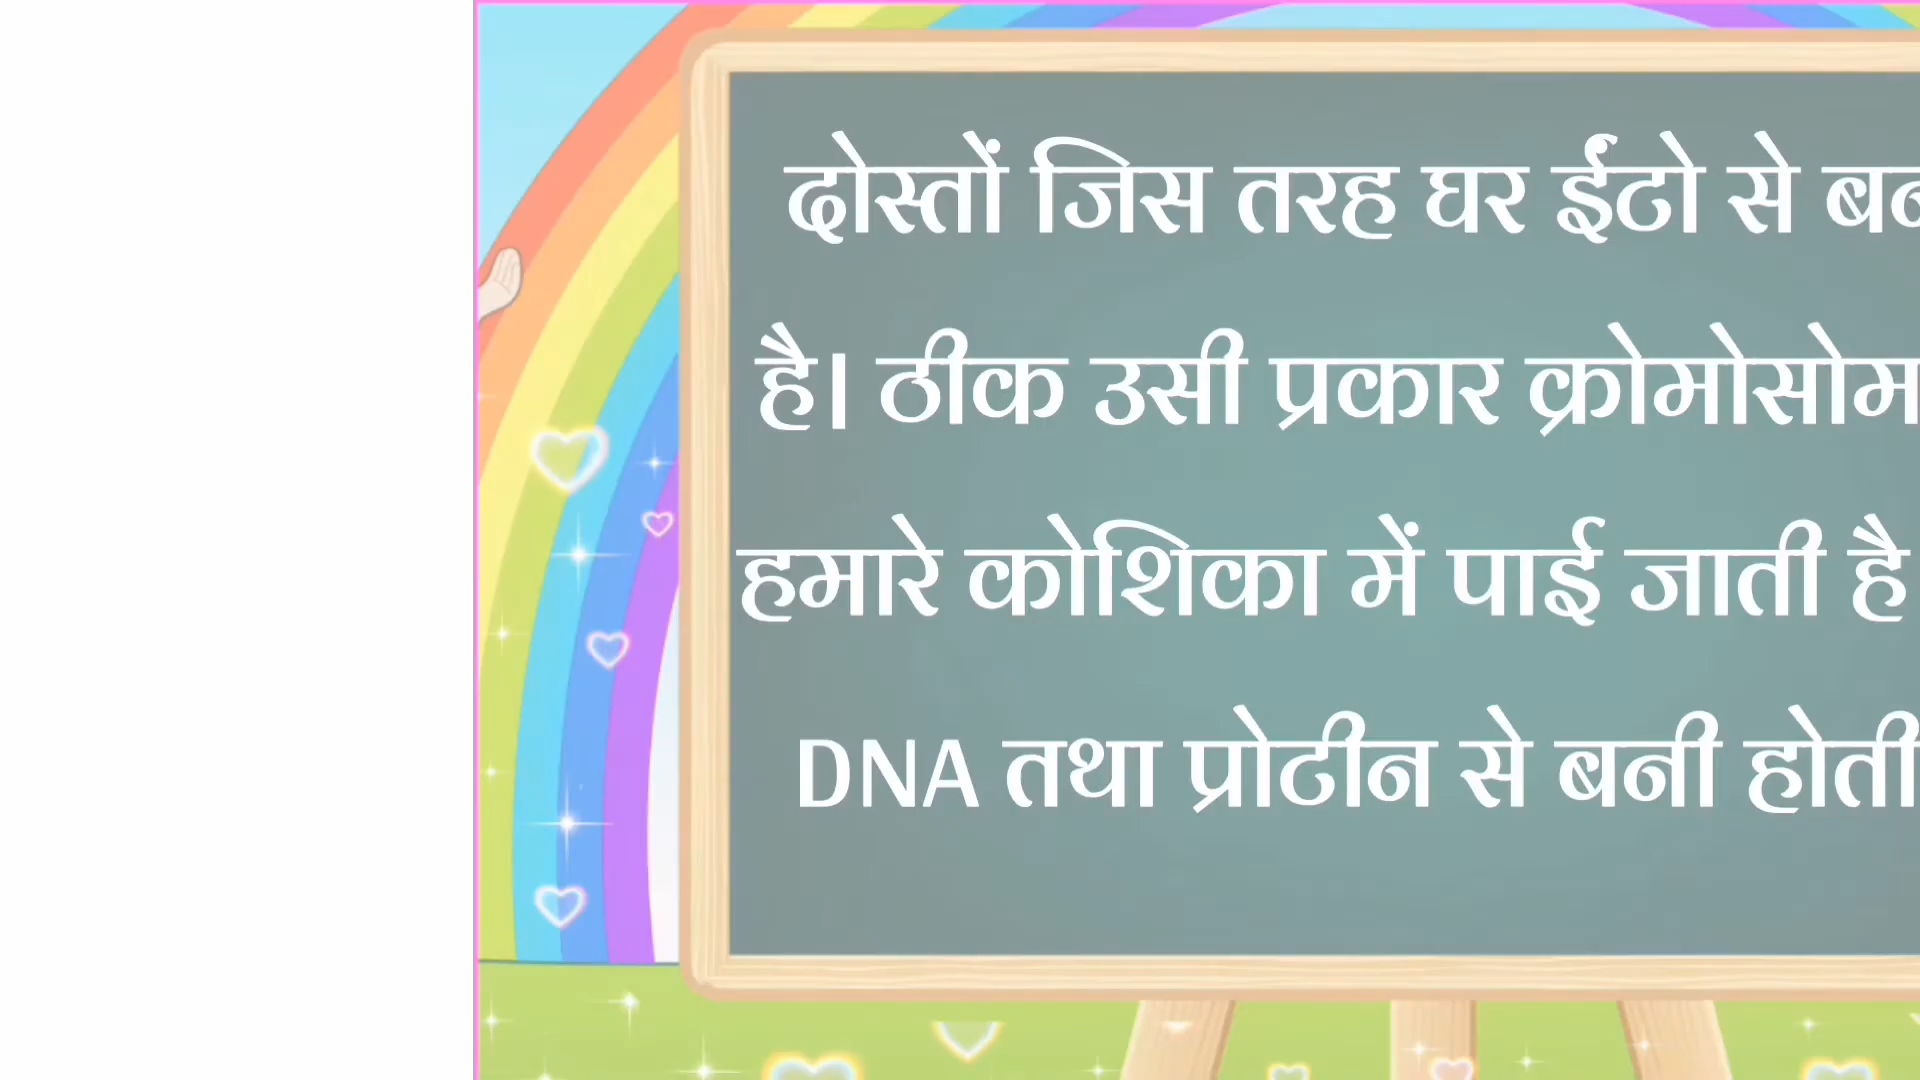 दोस्तों जिस तरह घर ईंटो से
है। ठीक उसी प्रकार क्रोमोसोम
हमारे कोशिका में पाई जाती है
DNA तथा प्रोटीन से बनी होती